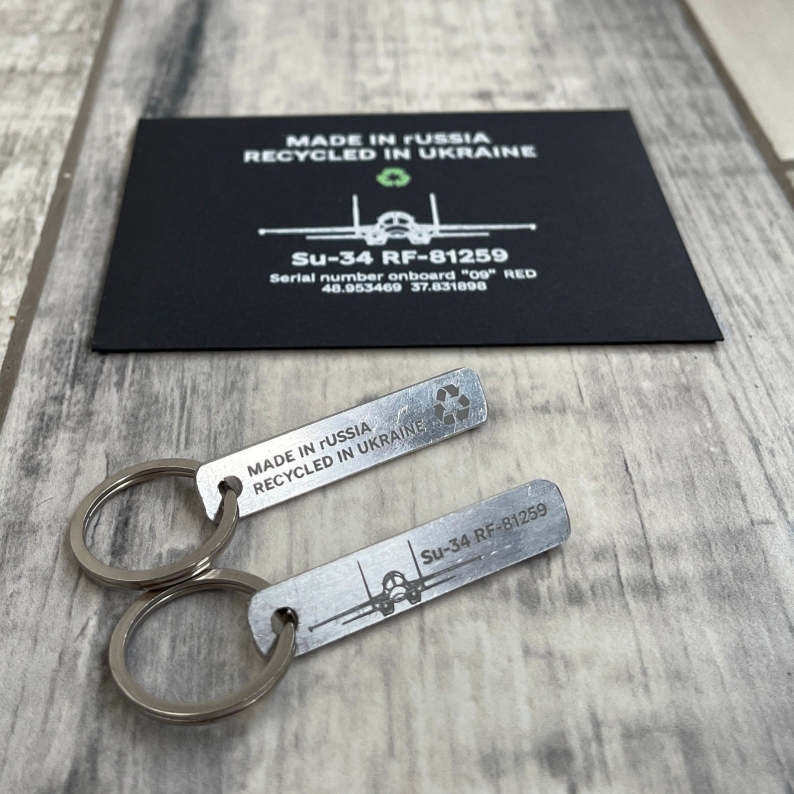 MADE IN rUSSIA
RECYCLED IN UKRAINE
Su-34 RF-81259
Serial number onboard "09" RED
48.953469 37.831898
MADE IN rUSSIA
RECYCLED IN UKRAINE
Su-34 RF-81259